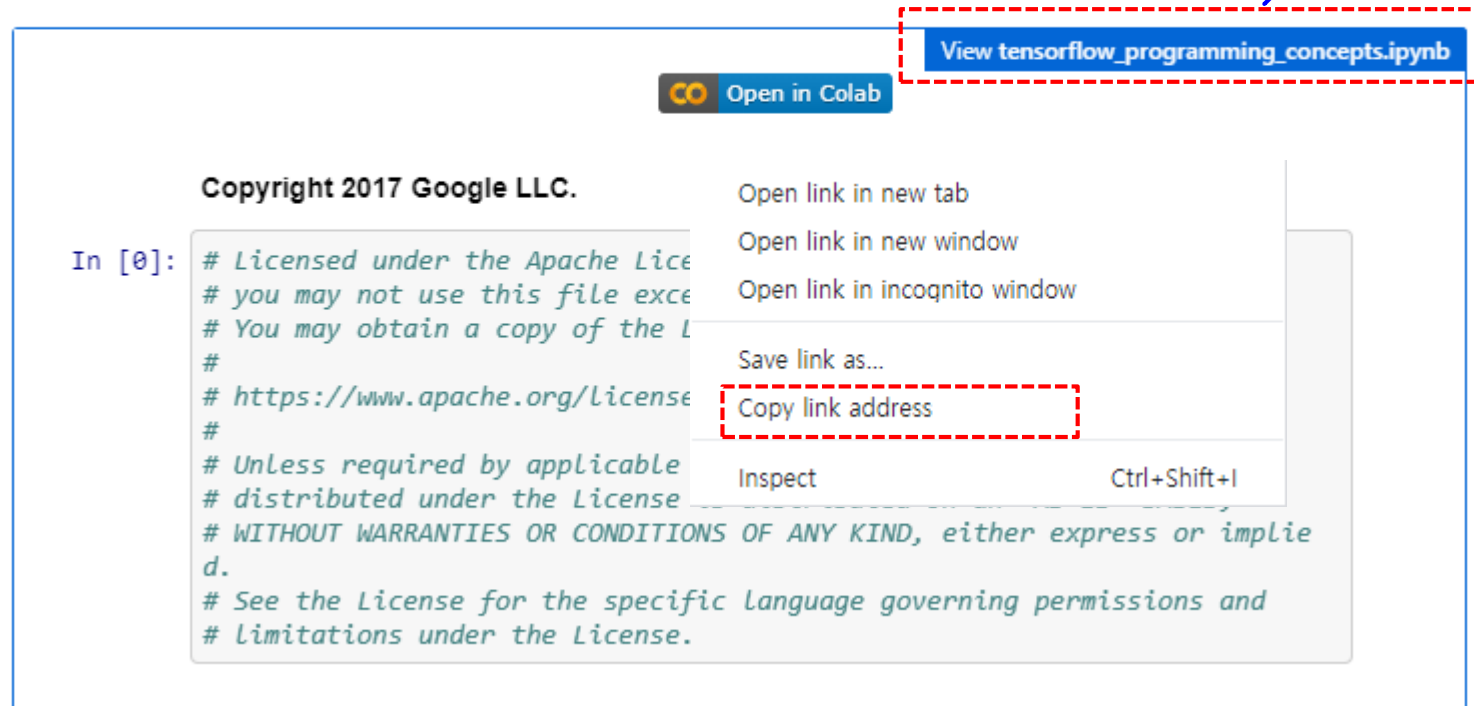 View tensorflow_programming_concepts.ipynb
CO Open in Colab
Copyright 2017 Google LLC.
In [0]:
# Licensed under the Apache Lice
# you may not use this file exce
# You may obtain a copy of the
#
# https://www.apache.org/license
#
# Unless required by applicable
# distributed under the License
# WITHOUT WARRANTIES OR CONDITIONS OF ANY KIND, either express or implie
d.
# See the License for the specific language governing permissions and
# limitations under the License.
Open link in new tab
Open link in new window
Open link in incognito window
Save link as...
Copy link address
Inspect Ctrl+Shift+I